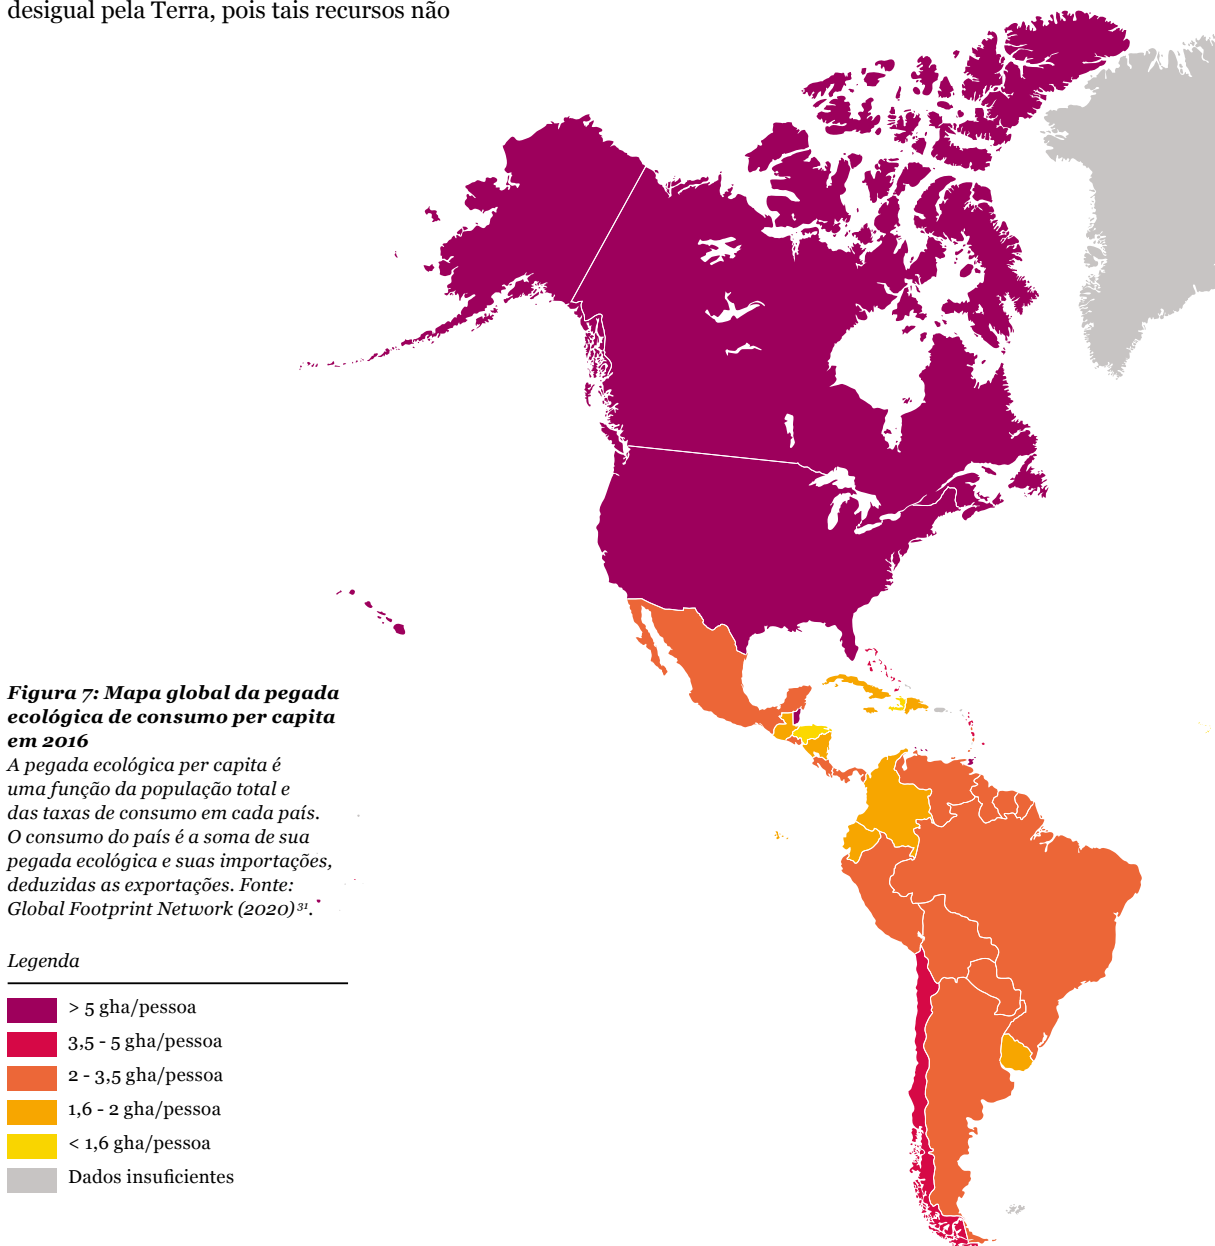 desigual pela Terra, pois tais recursos não
Figura 7: Mapa global da pegada
ecológica de consumo per capita
em 2016
A pegada ecológica per capita é
uma função da população total e
das taxas de consumo em cada país.
O consumo do país é a soma de sua
pegada ecológica e suas importações,
deduzidas as exportações. Fonte:
Global Footprint Network (2020)³¹.
Legenda
> 5 gha/pessoa
3,5 - 5 gha/pessoa
2 - 3,5 gha/pessoa
1,6 - 2 gha/pessoa
< 1,6 gha/pessoa
Dados insuficientes